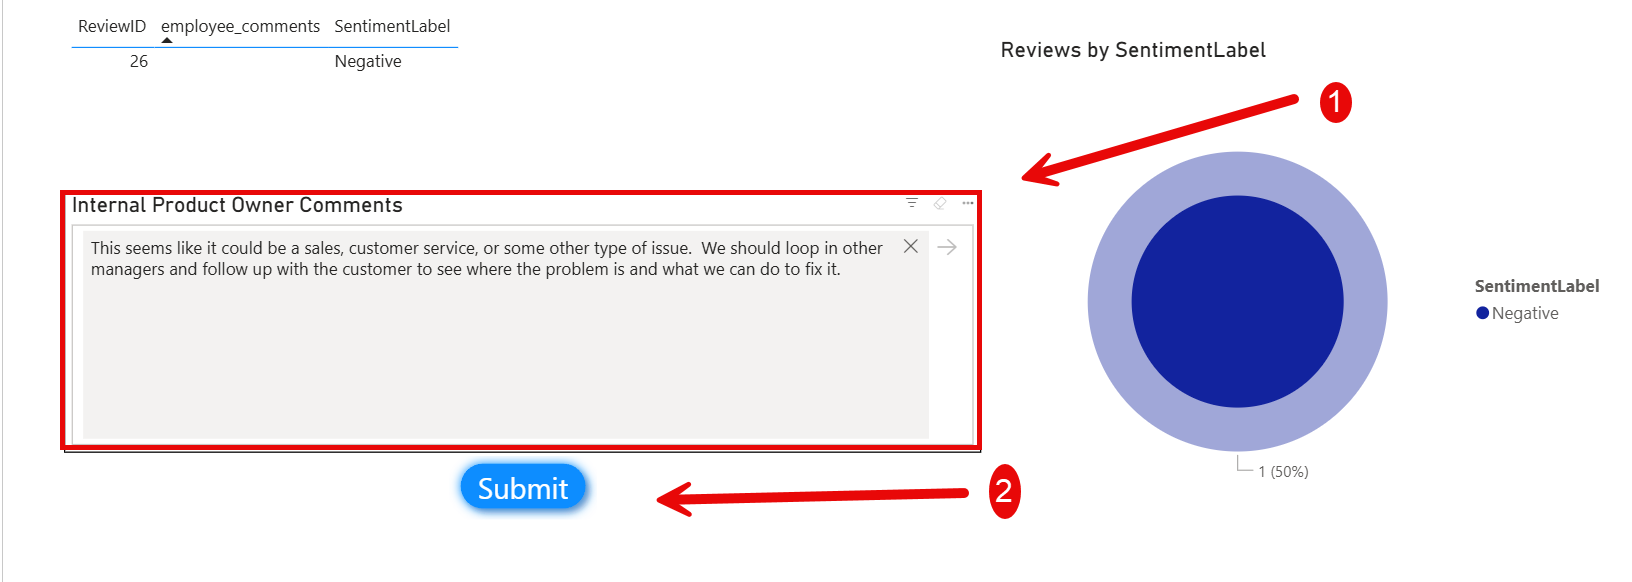 ReviewID employee_comments SentimentLabel
26 Negative
Reviews by SentimentLabel
1
Internal Product Owner Comments
This seems like it could be a sales, customer service, or some other type of issue.  We should loop in other
managers and follow up with the customer to see where the problem is and what we can do to fix it.
SentimentLabel
Negative
1 (50%)
Submit
2